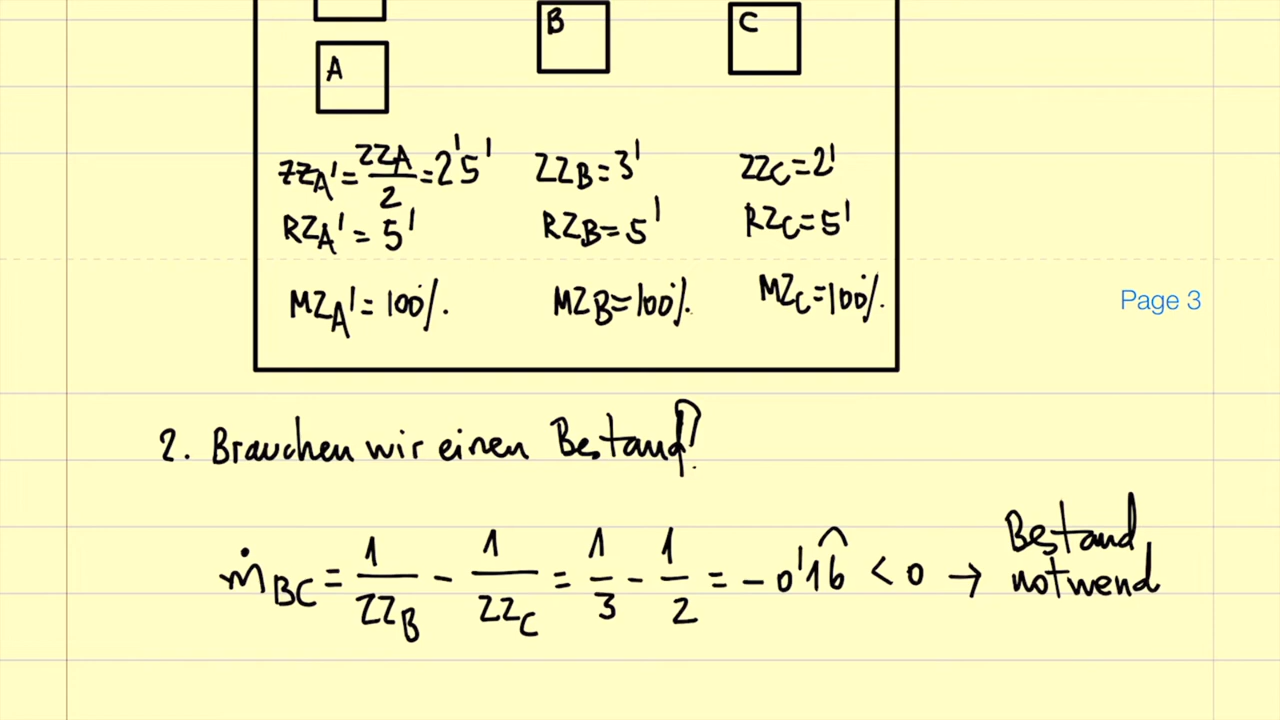 B
C
A
ZZA' = ZZA/2 = 2'5'
ZZB = 3'
ZZC = 2'
RZA' = 5'
RZB = 5'
RZC = 5'
MZA' = 100%
MZB = 100%
MZC = 100%
Page 3
2. Brauchen wir einen Bestand?
ṁBC = 1/ZZB - 1/ZZC = 1/3 - 1/2 = -0'16̂ < 0 → Bestand
notwend